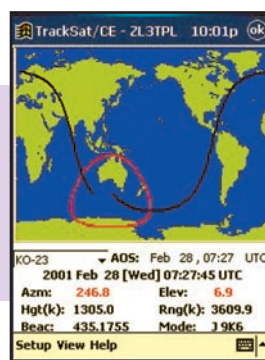 TrackSat/CE - ZL3TPL 10:01p ok
KO-23 AOS: Feb 28 , 07:27 UTC
2001 Feb 28 [Wed] 07:27:45 UTC
Azm: 246.8 Elev: 6.9
Hgt(k): 1305.0 Rng(k): 3609.9
Beac: 435.1755 Mode: J 9K6
Setup View Help